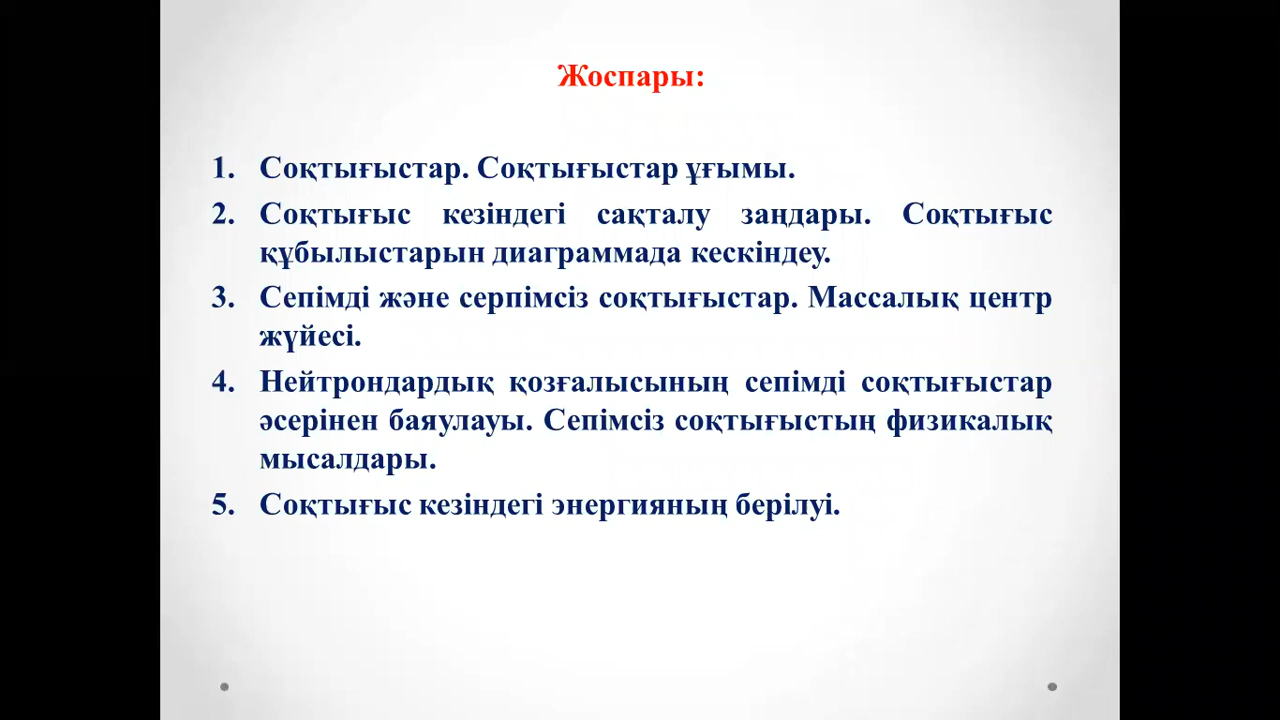 Жоспары:
1. Соқтығыстар. Соқтығыстар ұғымы.
2. Соқтығыс кезіндегі сақталу заңдары. Соқтығыс
құбылыстарын диаграммада кескіндеу.
3. Сепімді және серпімсіз соқтығыстар. Массалық центр
жүйесі.
4. Нейтрондардық қозғалысының сепімді соқтығыстар
әсерінен баяулауы. Сепімсіз соқтығыстың физикалық
мысалдары.
5. Соқтығыс кезіндегі энергияның берілуі.